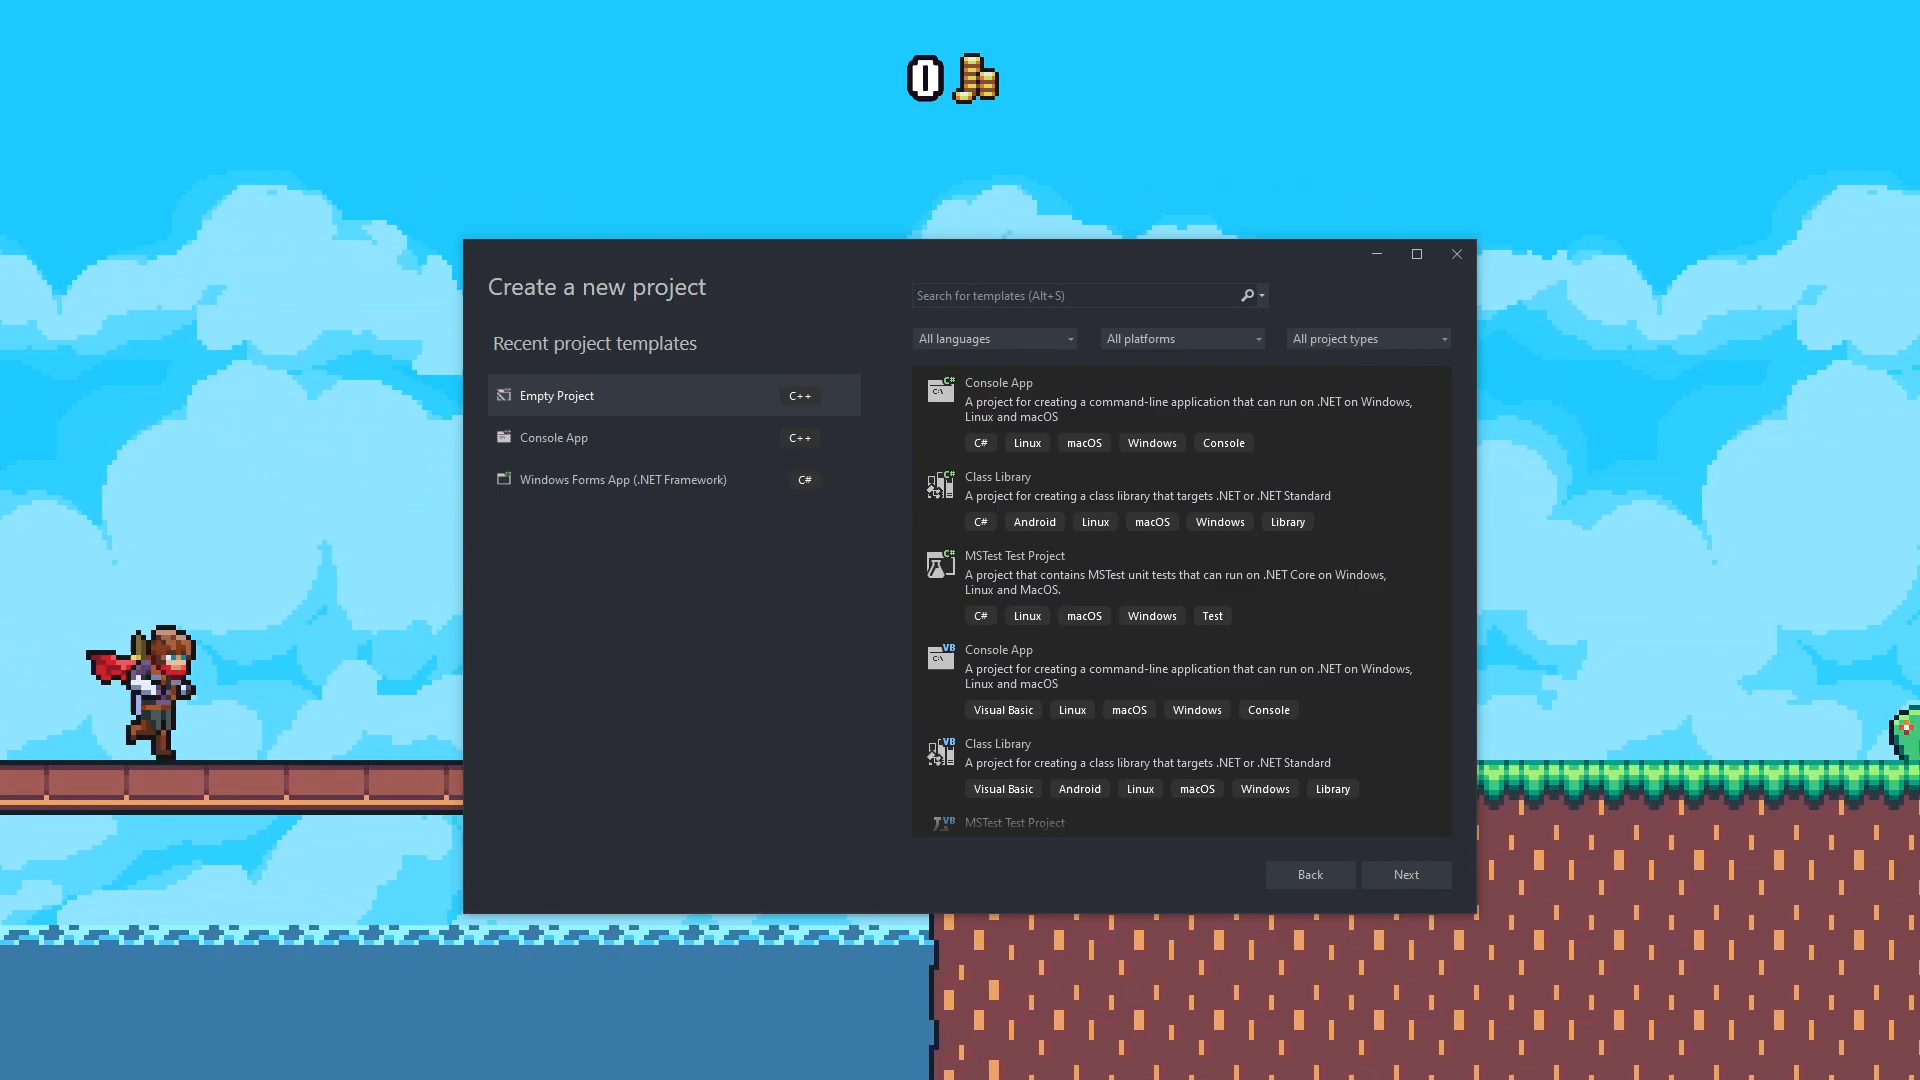 0
Create a new project
Search for templates (Alt+S)
Recent project templates
All languages
All platforms
All project types
Empty Project
C++
Console App
C++
Windows Forms App (.NET Framework)
C#
C#
C:\
Console App
A project for creating a command-line application that can run on .NET on Windows,
Linux and macOS
C# Linux macOS Windows Console
C#
Class Library
A project for creating a class library that targets .NET or .NET Standard
C# Android Linux macOS Windows Library
C#
MSTest Test Project
A project that contains MSTest unit tests that can run on .NET Core on Windows,
Linux and MacOS.
C# Linux macOS Windows Test
VB
C:\
Console App
A project for creating a command-line application that can run on .NET on Windows,
Linux and macOS
Visual Basic Linux macOS Windows Console
VB
Class Library
A project for creating a class library that targets .NET or .NET Standard
Visual Basic Android Linux macOS Windows Library
VB
MSTest Test Project
Back
Next